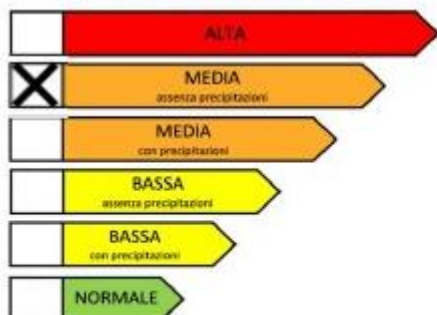 ALTA
MEDIA
assenza precipitazioni
MEDIA
con precipitazioni
BASSA
assenza precipitazioni
BASSA
con precipitazioni
NORMALE